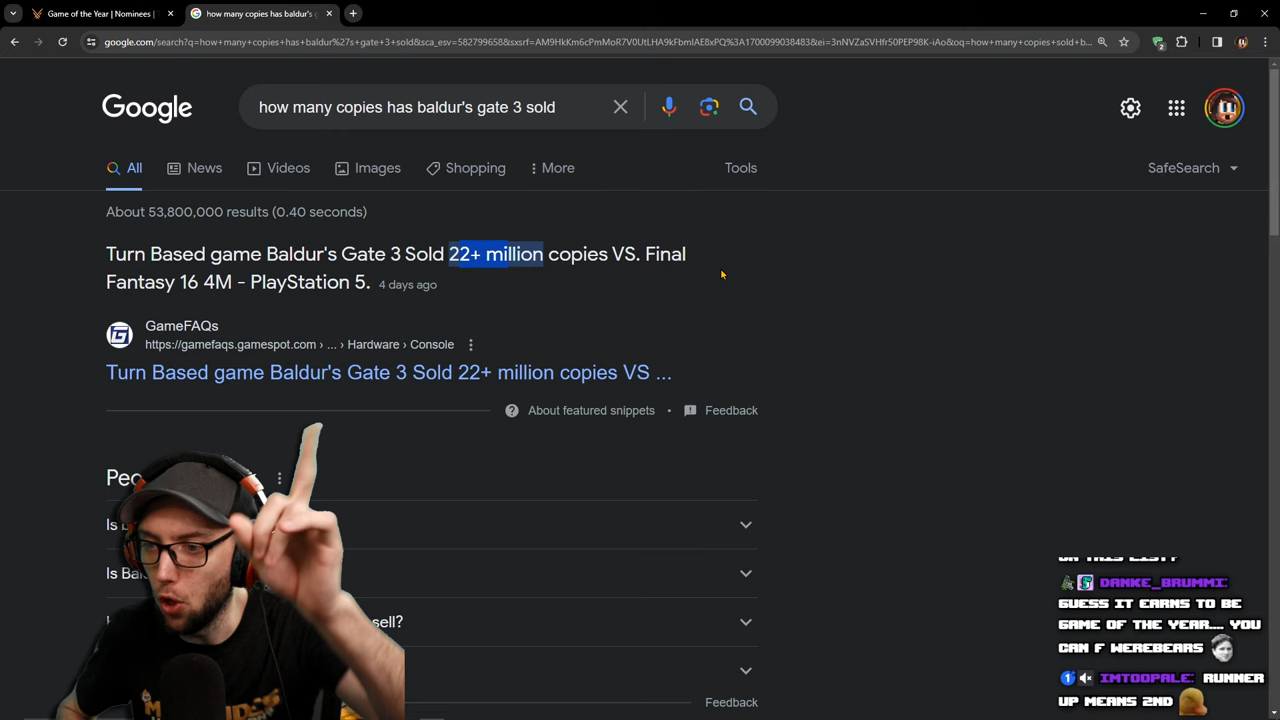 Game of the Year | Nominees |
how many copies has baldur's g
google.com/search?q=how+many+copies+has+baldur%27s+gate+3+sold&sca_esv=582799658&sxsrf=AM9HkKm6cPmMoR7V0UtLHA9kFbmIAE8xPQ%3A1700099038483&ei=3nNVZaSVHfr50PEP98K-iAo&oq=how+many+copies+sold+b...
Google
how many copies has baldur's gate 3 sold
All
News
Videos
Images
Shopping
More
Tools
SafeSearch
About 53,800,000 results (0.40 seconds)
Turn Based game Baldur's Gate 3 Sold 22+ million copies VS. Final
Fantasy 16 4M - PlayStation 5. 4 days ago
GameFAQs
https://gamefaqs.gamespot.com › ... › Hardware › Console
Turn Based game Baldur's Gate 3 Sold 22+ million copies VS ...
About featured snippets • Feedback
Is
Is Bal
sell?
Feedback
ON THIS LIST?
DANKE_BRUMMI:
GUESS IT EARNS TO BE
GAME OF THE YEAR.... YOU
CAN F WEREBEARS
1 IMTOOPALE: RUNNER
UP MEANS 2ND